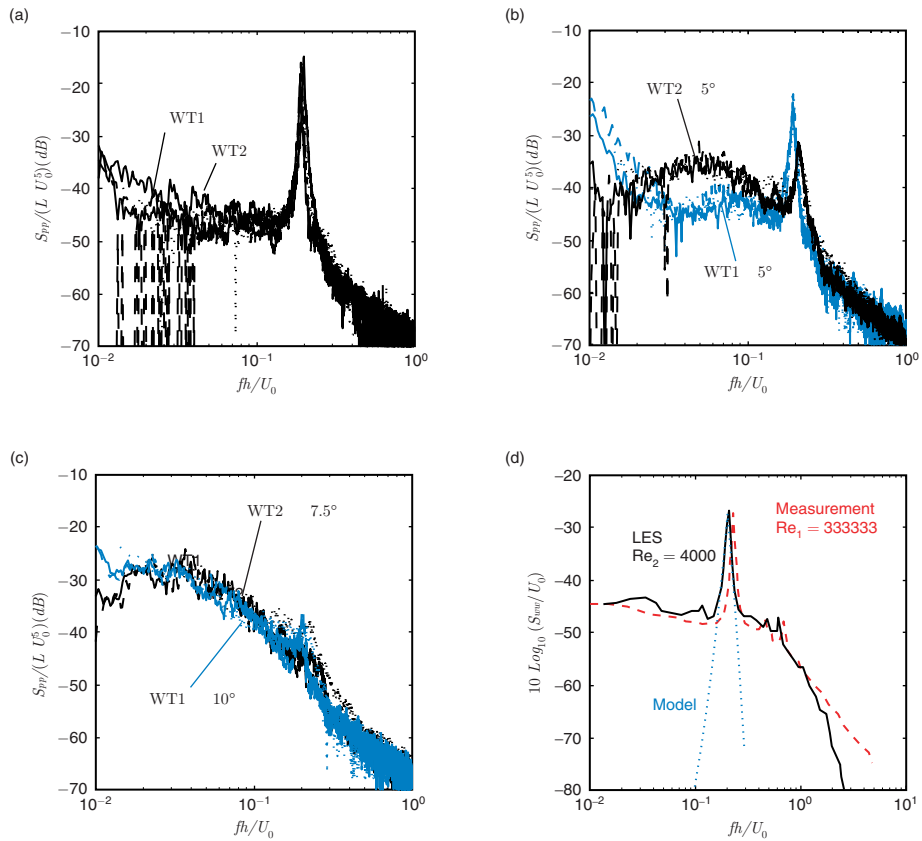 (a)
−10
−20
−30
−40
−50
−60
−70
S_pp/(L U_0^5)(dB)
WT1
WT2
10^−2
10^−1
10^0
fh/U_0
(b)
−10
−20
−30
−40
−50
−60
−70
S_pp/(L U_0^5)(dB)
WT2 5°
WT1 5°
10^−2
10^−1
10^0
fh/U_0
(c)
−10
−20
−30
−40
−50
−60
−70
S_pp/(L U_0^5)(dB)
WT2 7.5°
WT1
WT1 10°
10^−2
10^−1
10^0
fh/U_0
(d)
−20
−30
−40
−50
−60
−70
−80
10 Log_10 (S_ww/U_0)
LES
Re_2 = 4000
Measurement
Re_1 = 333333
Model
10^−2
10^−1
10^0
10^1
fh/U_0